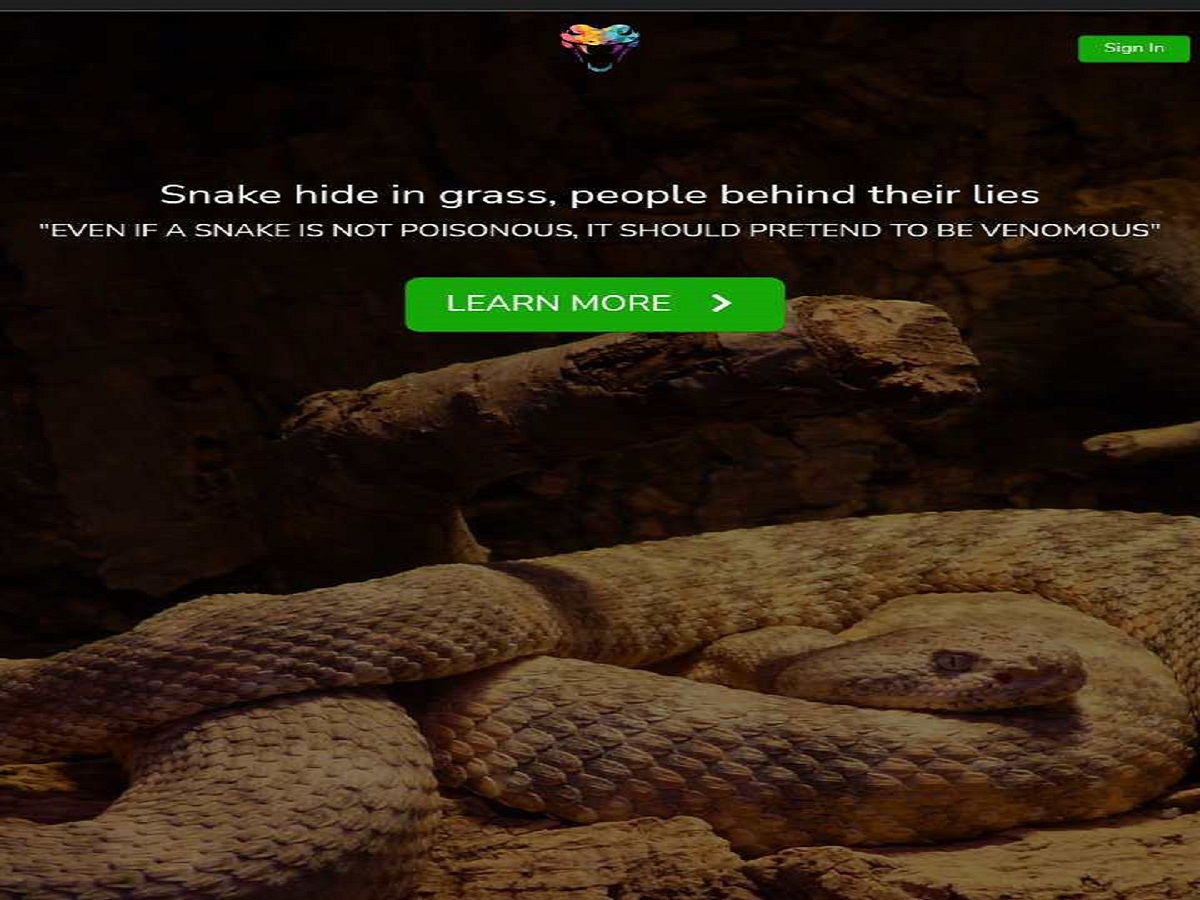 Sign In
Snake hide in grass, people behind their lies
"EVEN IF A SNAKE IS NOT POISONOUS, IT SHOULD PRETEND TO BE VENOMOUS"
LEARN MORE